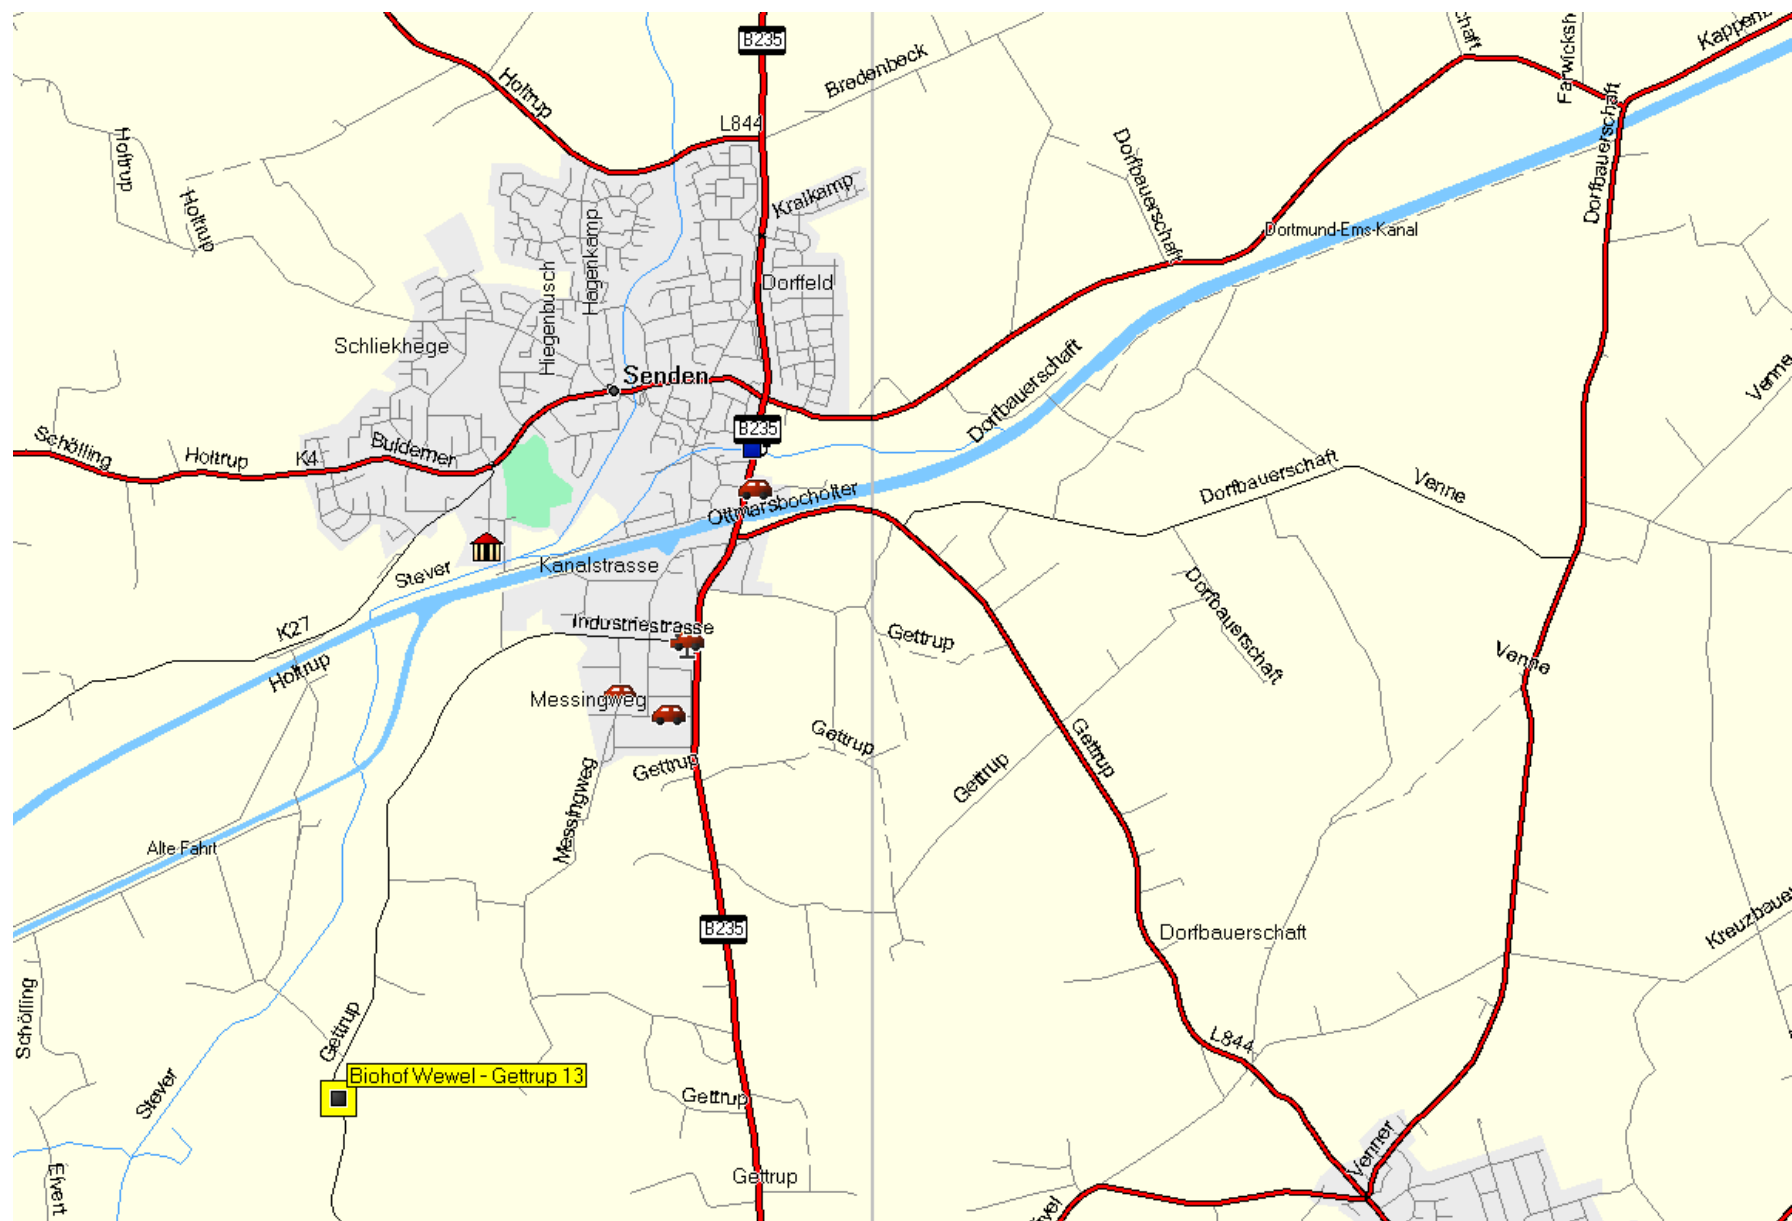 B235
Kappenb
chaft
Farwicksh
Holtrup
Bredenbeck
L844
Dorfbauerschaft
Dorfbauerschaft
Holtrup
Holtrup
Kralkamp
Hagenkamp
Dortmund-Ems-Kanal
Hiegenbusch
Dorffeld
Schliekhege
Senden
Dorfbauerschaft
Venne
B235
Schölling
Holtrup
K4
Buldemer
Dorfbauerschaft
Venne
Ottmarsbocholter
Kanalstrasse
Stever
Dorfbauerschaft
K27
Industriestrasse
Gettrup
Holtrup
Venne
Messingweg
Gettrup
Gettrup
Gettrup
Gettrup
Messingweg
Alte Fahrt
B235
Dorfbauerschaft
Kreuzbauer
Schölling
Gettrup
L844
Biohof Wewel - Gettrup 13
Stever
Gettrup
Venner
Gettrup
Elvert